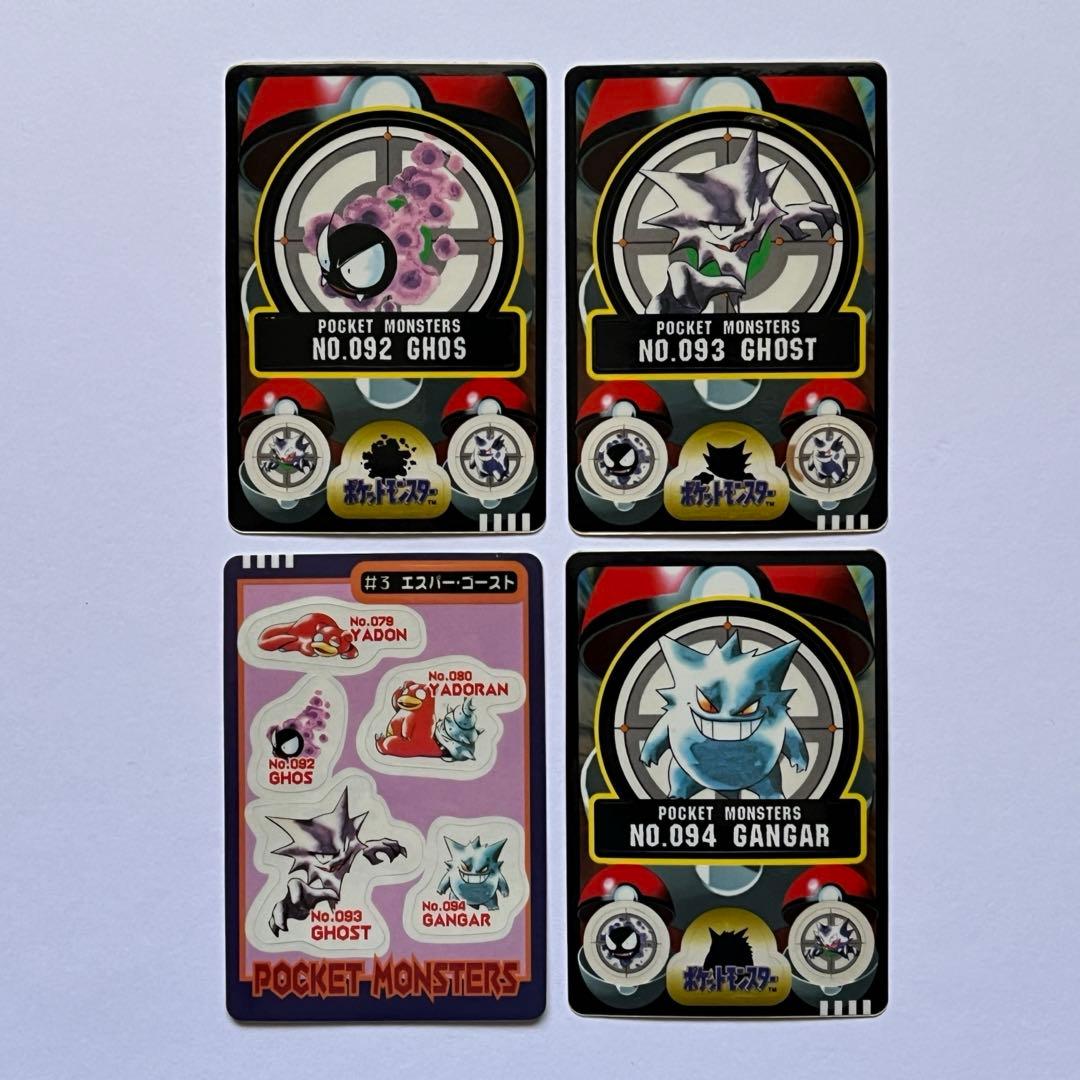 POCKET MONSTERS
NO.092 GHOS
ポケットモンスター
TM
POCKET MONSTERS
NO.093 GHOST
ポケットモンスター
TM
#3 エスパー・ゴースト
No.079
YADON
No.080
YADORAN
No.092
GHOS
No.093
GHOST
No.094
GANGAR
POCKET MONSTERS
POCKET MONSTERS
NO.094 GANGAR
ポケットモンスター
TM